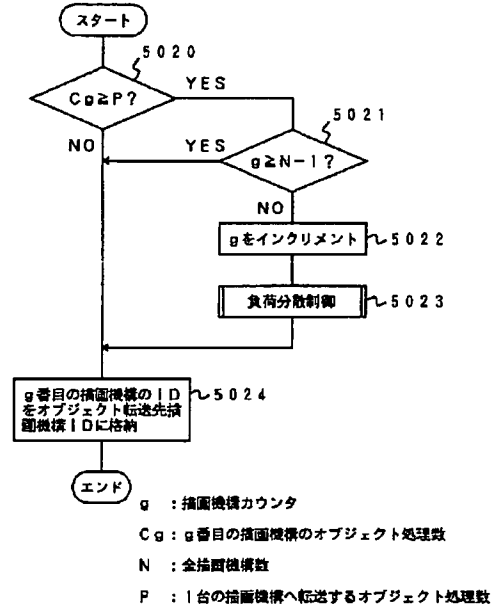 スタート
5020
Cg≧P?
YES
5021
NO
YES
g≧N-1?
NO
gをインクリメント
5022
負荷分散制御
5023
g番目の描画機構のID
をオブジェクト転送先描
画機構IDに格納
5024
エンド
g :描画機構カウンタ
Cg:g番目の描画機構のオブジェクト処理数
N :全描画機構数
P :1台の描画機構へ転送するオブジェクト処理数